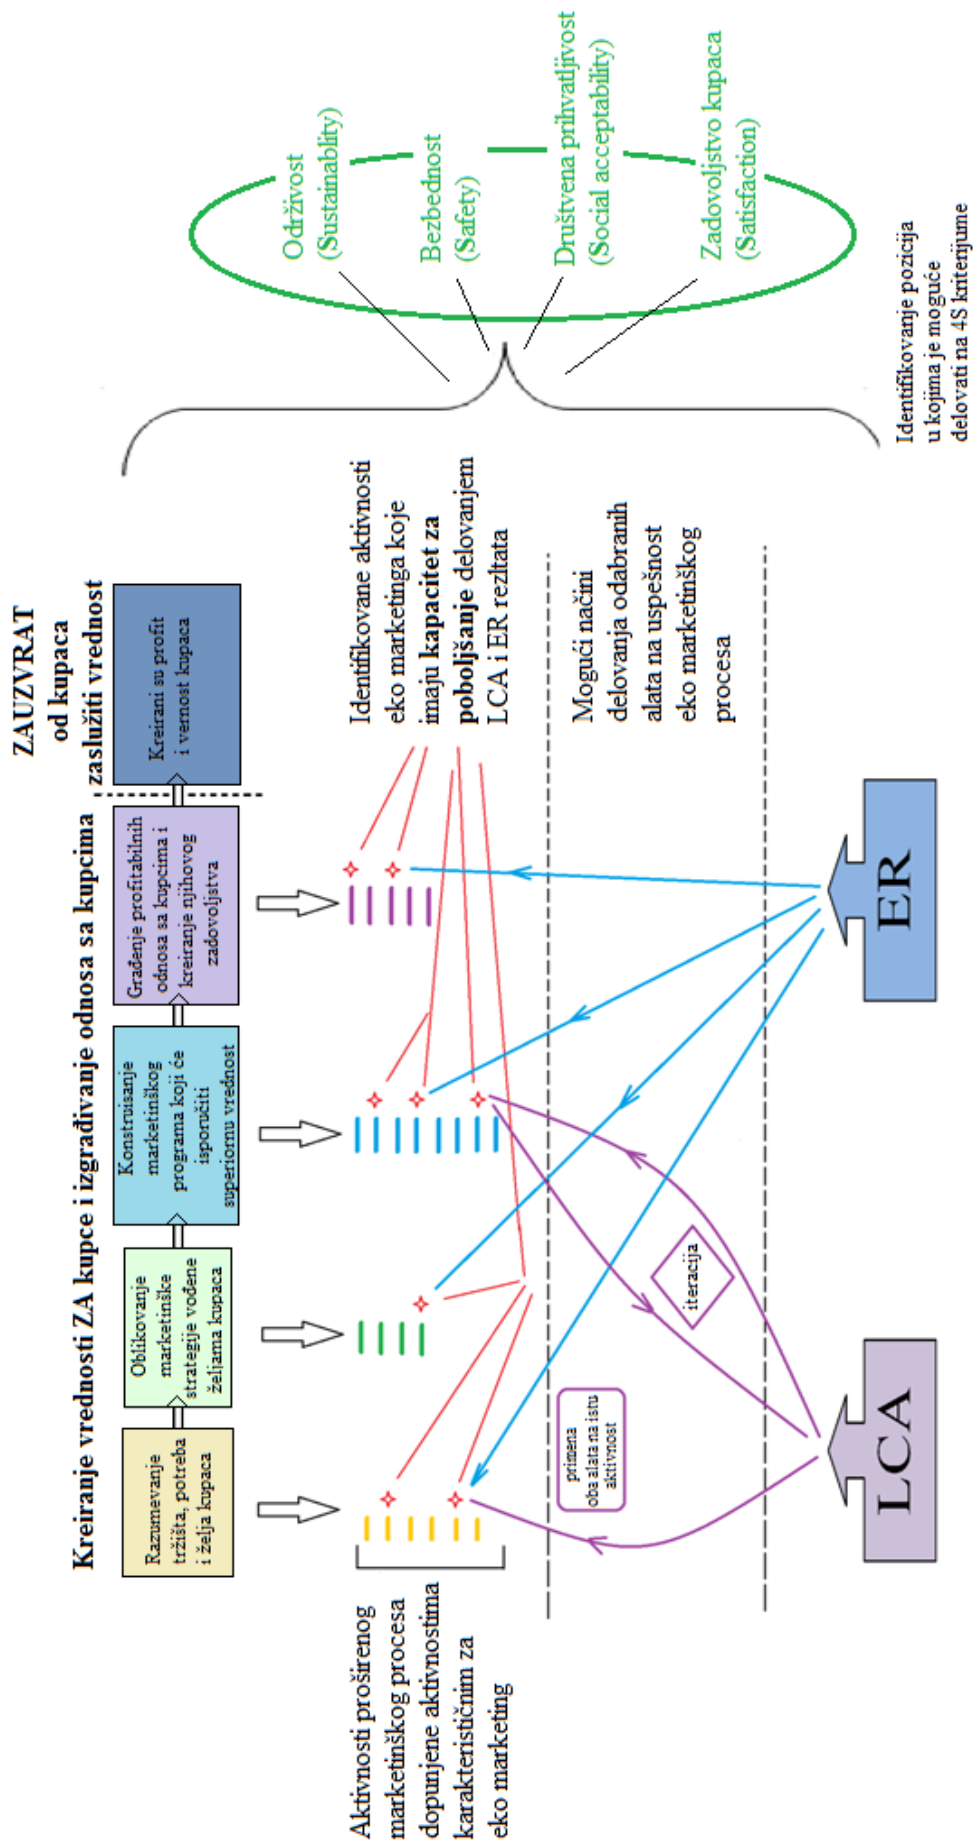 Kreiranje vrednosti ZA kupce i izgrađivanje odnosa sa kupcima
ZAUZVRAT
od kupaca
zaslužiti vrednost
Razumevanje
tržišta, potreba
i želja kupaca
Oblikovanje
marketinške
strategije vođene
željama kupaca
Konstruisanje
marketinškog
programa koji će
isporučiti
superiornu vrednost
Građenje profitabilnih
odnosa sa kupcima i
kreiranje njihovog
zadovoljstva
Kreirani su profit
i vernost kupaca
Aktivnosti proširenog
marketinškog procesa
dopunjene aktivnostima
karakterističnim za
eko marketing
Identifikovane aktivnosti
eko marketinga koje
imaju kapacitet za
poboljšanje delovanjem
LCA i ER rezltata
Mogući načini
delovanja odabranih
alata na uspešnost
eko marketinškog
procesa
primena
oba alata na istu
aktivnost
iteracija
LCA
ER
Održivost
(Sustainablity)
Bezbednost
(Safety)
Društvena prihvatljivost
(Social acceptability)
Zadovoljstvo kupaca
(Satisfaction)
Identifikovanje pozicija
u kojima je moguće
delovati na 4S kriterijume